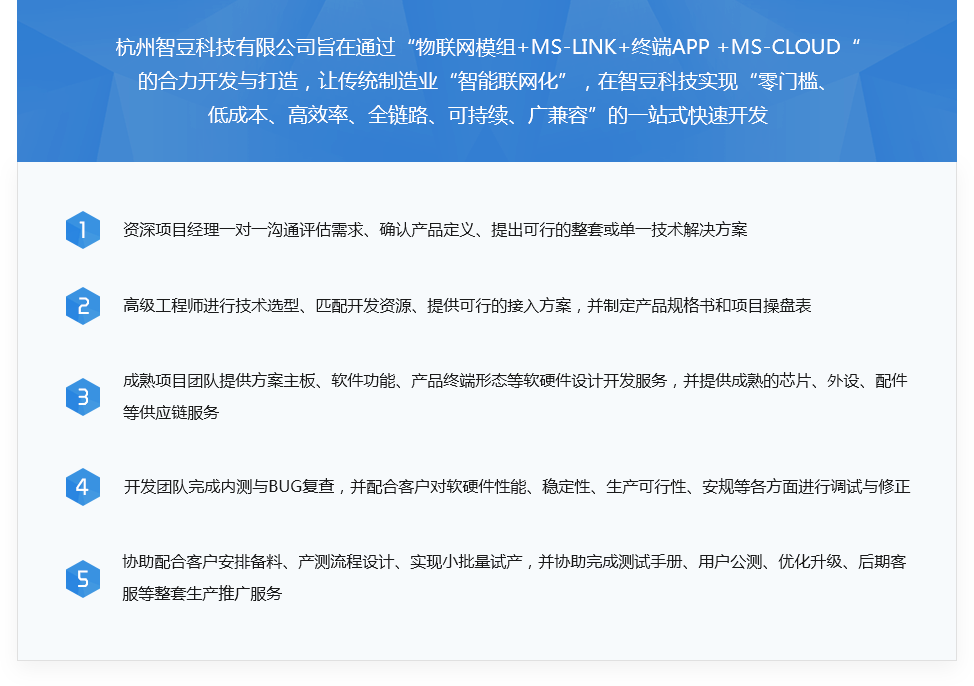 杭州智豆科技有限公司旨在通过“物联网模组+MS-LINK+终端APP +MS-CLOUD“
的合力开发与打造，让传统制造业“智能联网化”，在智豆科技实现“零门槛、
低成本、高效率、全链路、可持续、广兼容”的一站式快速开发
1 资深项目经理一对一沟通评估需求、确认产品定义、提出可行的整套或单一技术解决方案
2 高级工程师进行技术选型、匹配开发资源、提供可行的接入方案，并制定产品规格书和项目操盘表
3 成熟项目团队提供方案主板、软件功能、产品终端形态等软硬件设计开发服务，并提供成熟的芯片、外设、配件
等供应链服务
4 开发团队完成内测与BUG复查，并配合客户对软硬件性能、稳定性、生产可行性、安规等各方面进行调试与修正
5 协助配合客户安排备料、产测流程设计、实现小批量试产，并协助完成测试手册、用户公测、优化升级、后期客
服等整套生产推广服务